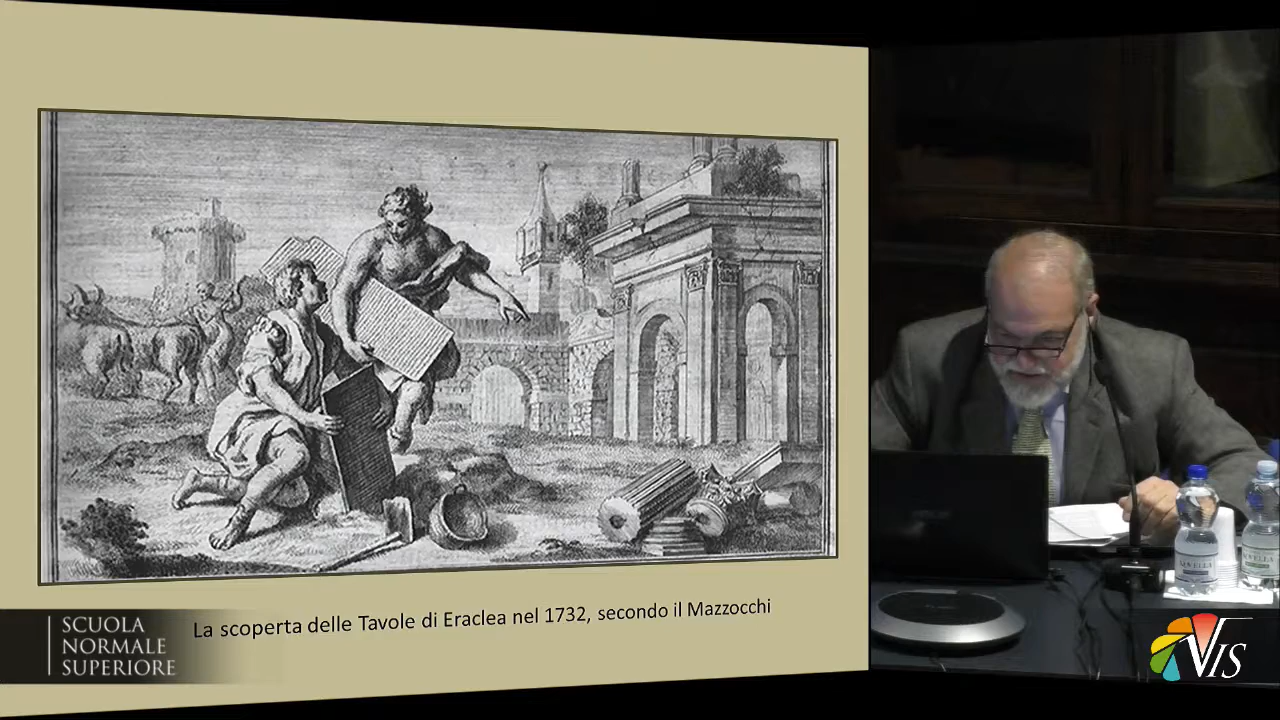 La scoperta delle Tavole di Eraclea nel 1732, secondo il Mazzocchi
SCUOLA
NORMALE
SUPERIORE
VIS